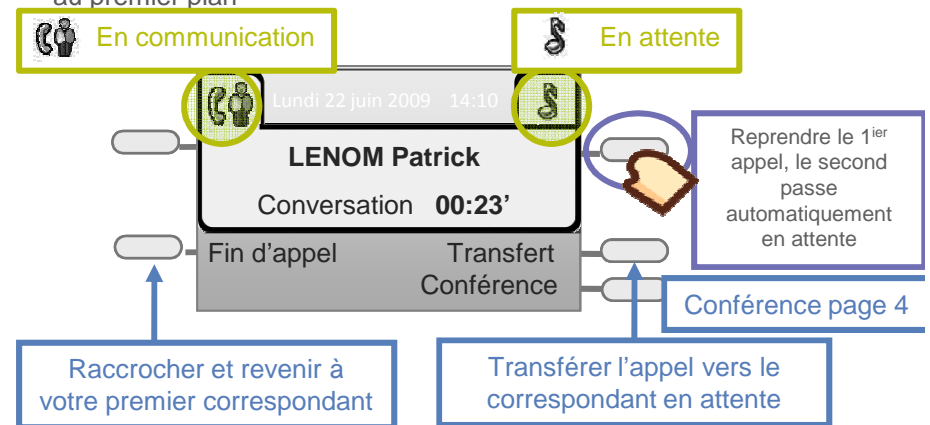 au premier plan
En communication
En attente
Lundi 22 juin 2009 14:10
LENOM Patrick
Conversation 00:23’
Reprendre le 1ier
appel, le second
passe
automatiquement
en attente
Fin d’appel
Transfert
Conférence
Conférence page 4
Raccrocher et revenir à
votre premier correspondant
Transférer l’appel vers le
correspondant en attente